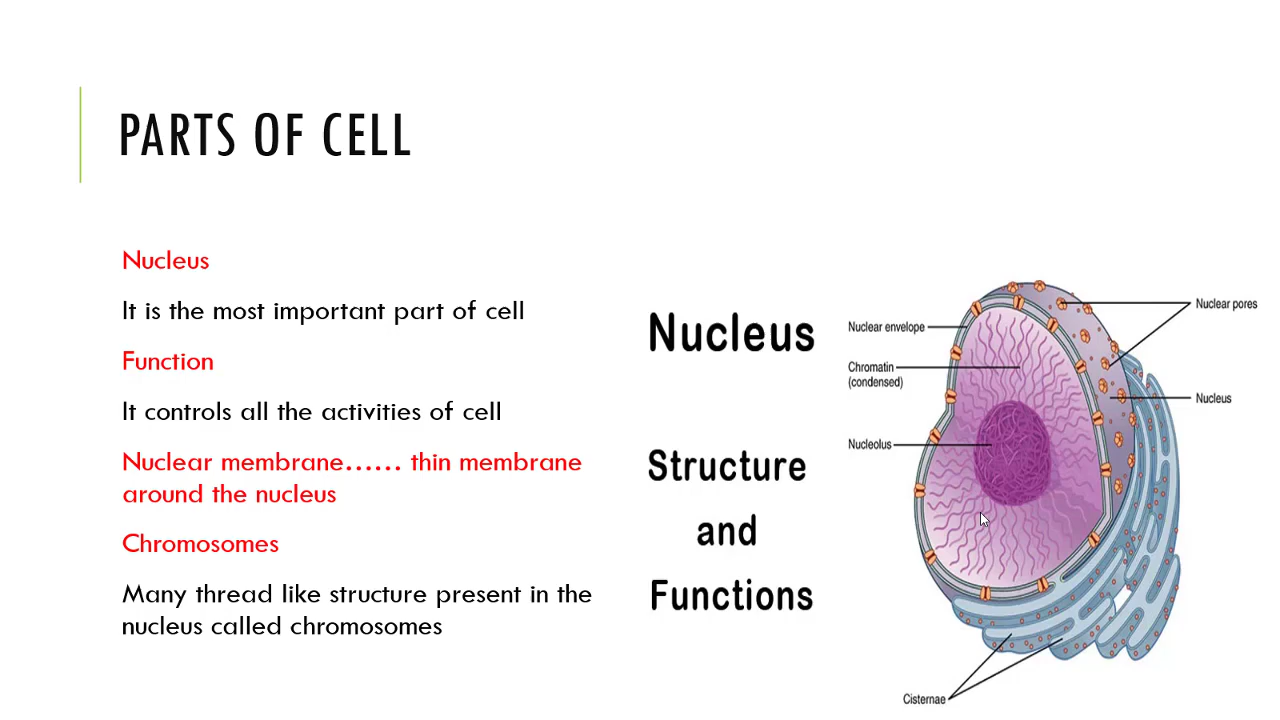 PARTS OF CELL
Nucleus
It is the most important part of cell
Function
It controls all the activities of cell
Nuclear membrane...... thin membrane
around the nucleus
Chromosomes
Many thread like structure present in the
nucleus called chromosomes
Nucleus
Structure
and
Functions
Nuclear pores
Nuclear envelope
Chromatin
(condensed)
Nucleus
Nucleolus
Cisternae